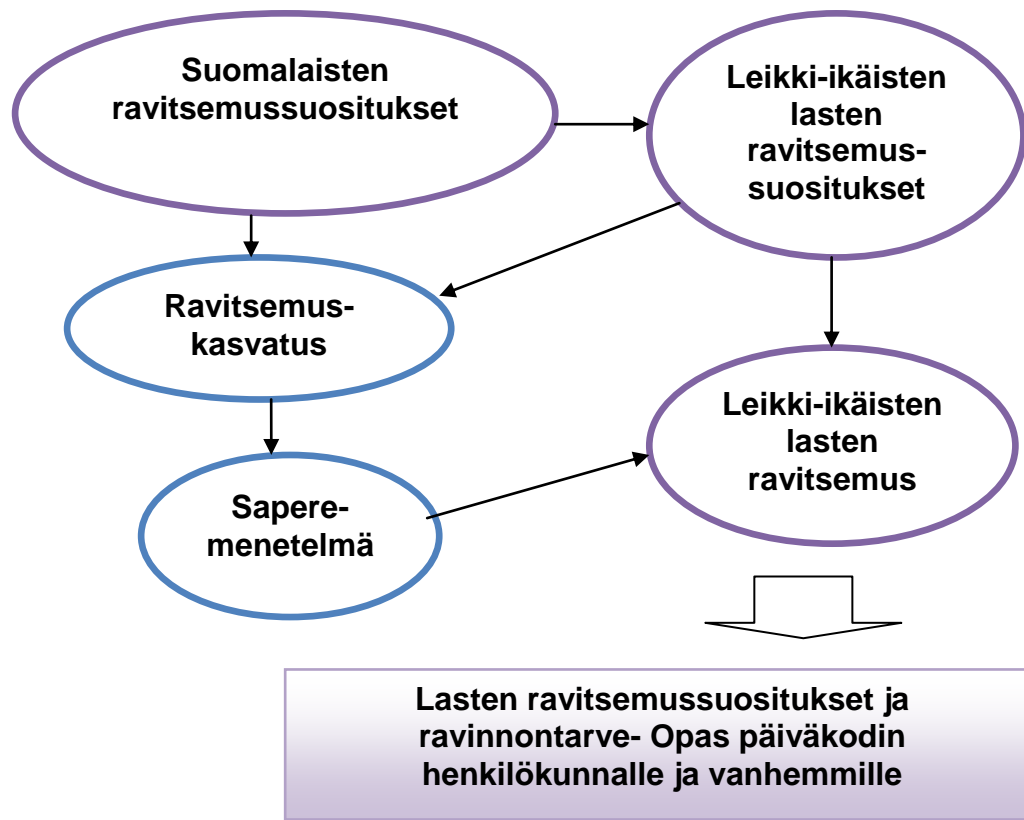 Suomalaisten
ravitsemussuositukset
Leikki-ikäisten
lasten
ravitsemus-
suositukset
Ravitsemus-
kasvatus
Leikki-ikäisten
lasten
ravitsemus
Sapere-
menetelmä
Lasten ravitsemussuositukset ja
ravinnontarve- Opas päiväkodin
henkilökunnalle ja vanhemmille